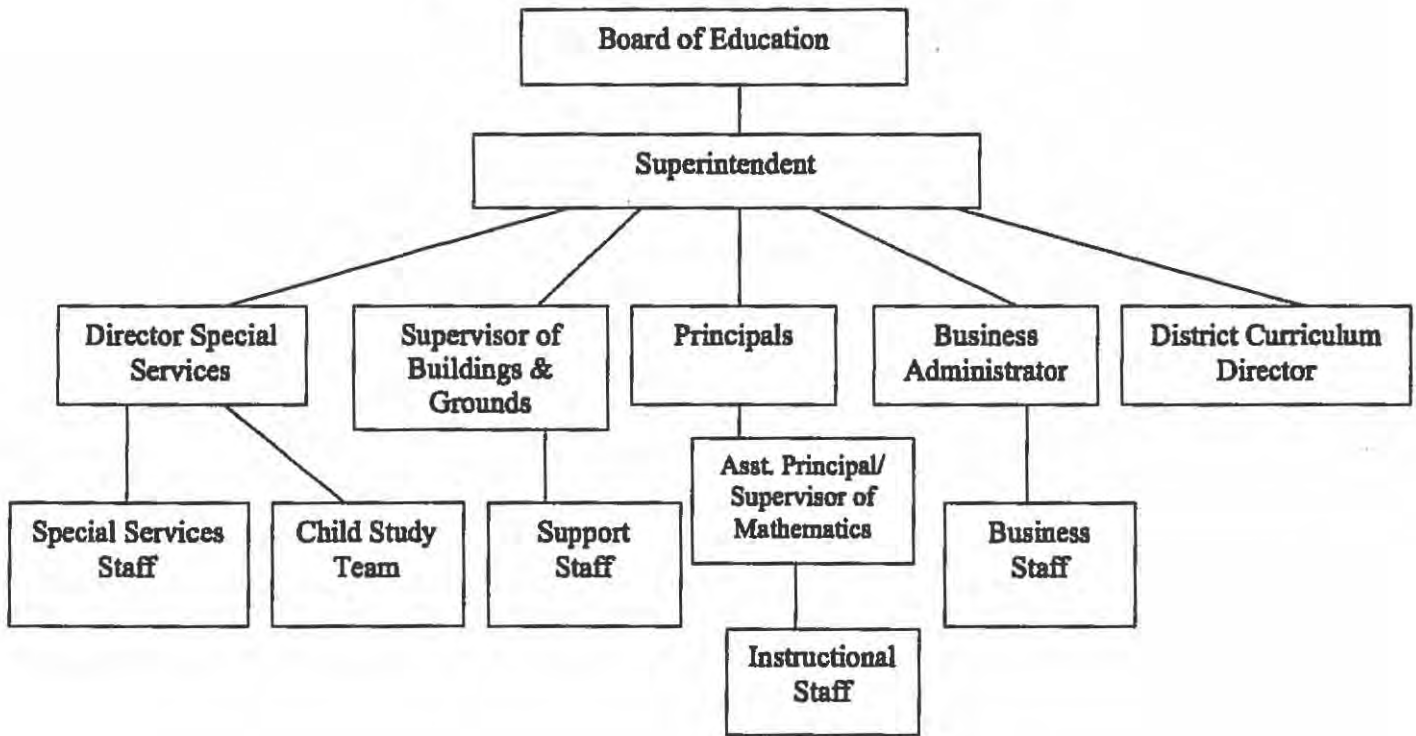 Board of Education
Superintendent
Director Special
Services
Supervisor of
Buildings &
Grounds
Principals
Business
Administrator
District Curriculum
Director
Asst. Principal/
Supervisor of
Mathematics
Special Services
Staff
Child Study
Team
Support
Staff
Business
Staff
Instructional
Staff